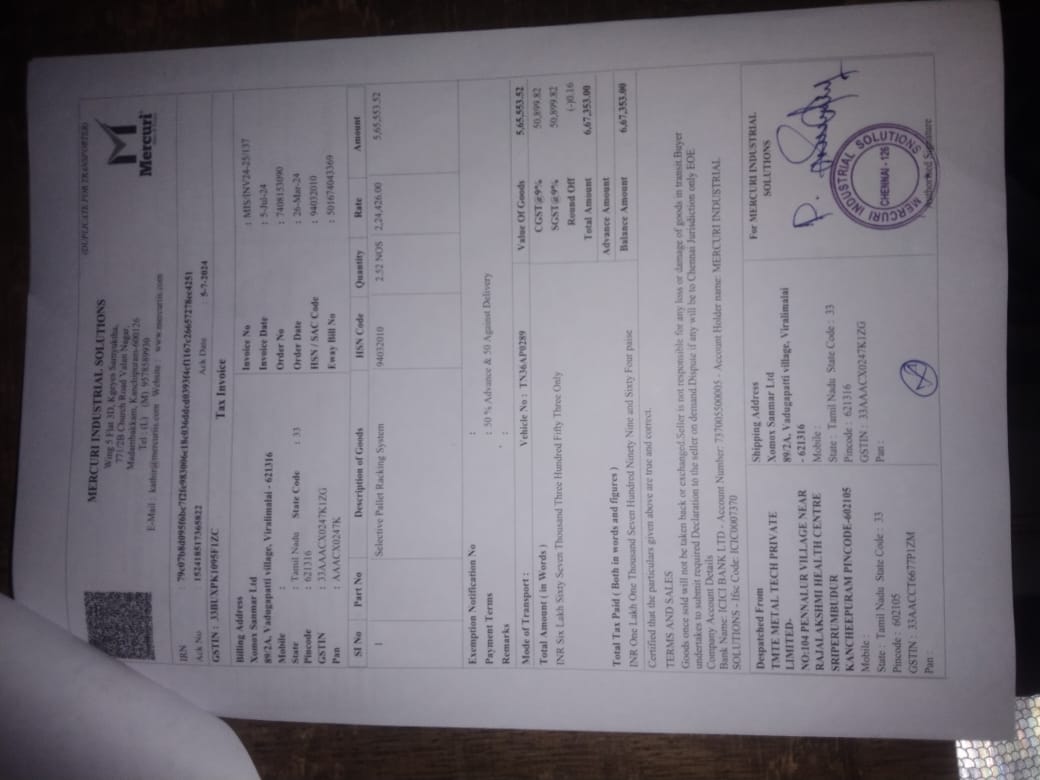 (DUPLICATE FOR TRANSPORTER)
MERCURI INDUSTRIAL SOLUTIONS
Wing 5 Flat 3D, Kgeyes Samyuktha,
771/2B Church Road Valan Nagar,
Madambakkam, Kanchipuram-600126
Tel : (L) (M) 9578589930
E-Mail : kathir@mercuris.com Website : www.mercuris.com
Mercuri
IRN : 79c07b8d095f6bc7f2fe983006c18c036ddcd0393f4cf1167c26657278ec4251
Ack No : 152418517365822 Ack Date : 5-7-2024
GSTIN : 33BUXPK1095F1ZC Tax Invoice
Billing Address
Xomox Sanmar Ltd
89/2A, Vadugapatti village, Viralimalai - 621316
Mobile :
State : Tamil Nadu State Code : 33
Pincode : 621316
GSTIN : 33AAACX0247K1ZG
Pan : AAACX0247K
Invoice No : MIS/INV24-25/137
Invoice Date : 5-Jul-24
Order No : 7408153090
Order Date : 26-Mar-24
HSN / SAC Code : 94032010
Eway Bill No : 501674043369
SI No Part No Description of Goods HSN Code Quantity Rate Amount
1 Selective Pallet Racking System 94032010 2.52 NOS 2,24,426.00 5,65,553.52
Exemption Notification No :
Payment Terms : 50 % Advance & 50 Against Delivery
Remarks :
Mode of Transport : Vehicle No : TN36AP0289
Value Of Goods 5,65,553.52
CGST@9% 50,899.82
SGST@9% 50,899.82
Round Off (-)0.16
Total Amount 6,67,353.00
Advance Amount
Balance Amount 6,67,353.00
Total Amount ( in Words )
INR Six Lakh Sixty Seven Thousand Three Hundred Fifty Three Only
Total Tax Paid ( Both in words and figures )
INR One Lakh One Thousand Seven Hundred Ninety Nine and Sixty Four paise
Certified that the particulars given above are true and correct.
TERMS AND SALES
Goods once sold will not be taken back or exchanged.Seller is not responsible for any loss or damage of goods in transit.Buyer
undertakes to submit required Declaration to the seller on demand.Dispute if any will be to Chennai Jurisdiction only EOE
Company Account Details
Bank Name: ICICI BANK LTD - Account Number: 737005500005 - Account Holder name: MERCURI INDUSTRIAL
SOLUTIONS - Ifsc Code: ICIC0007370
Despatched From
TMTE METAL TECH PRIVATE
LIMITED-
NO:104 PENNALUR VILLAGE NEAR
RAJALAKSHMI HEALTH CENTRE
SRIPERUMBUDUR
KANCHEEPURAM PINCODE-602105
Mobile :
State : Tamil Nadu State Code : 33
Pincode : 602105
GSTIN : 33AACCT6677P1ZM
Pan :
Shipping Address
Xomox Sanmar Ltd
89/2A, Vadugapatti village, Viralimalai
- 621316
Mobile :
State : Tamil Nadu State Code : 33
Pincode : 621316
GSTIN : 33AAACX0247K1ZG
Pan :
For MERCURI INDUSTRIAL
SOLUTIONS
MERCURI INDUSTRIAL SOLUTIONS
CHENNAI - 126
Authorised Signature